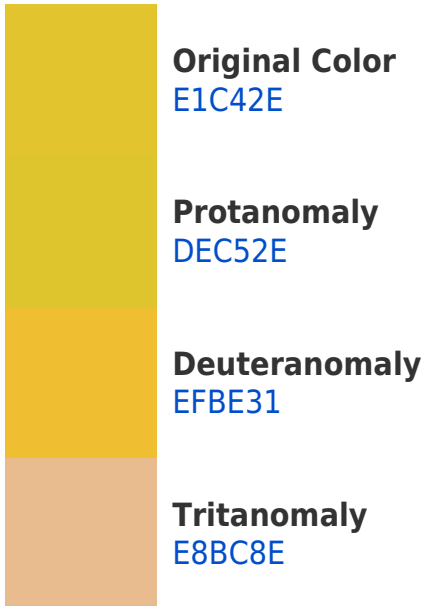 Original Color
E1C42E
Protanomaly
DEC52E
Deuteranomaly
EFBE31
Tritanomaly
E8BC8E